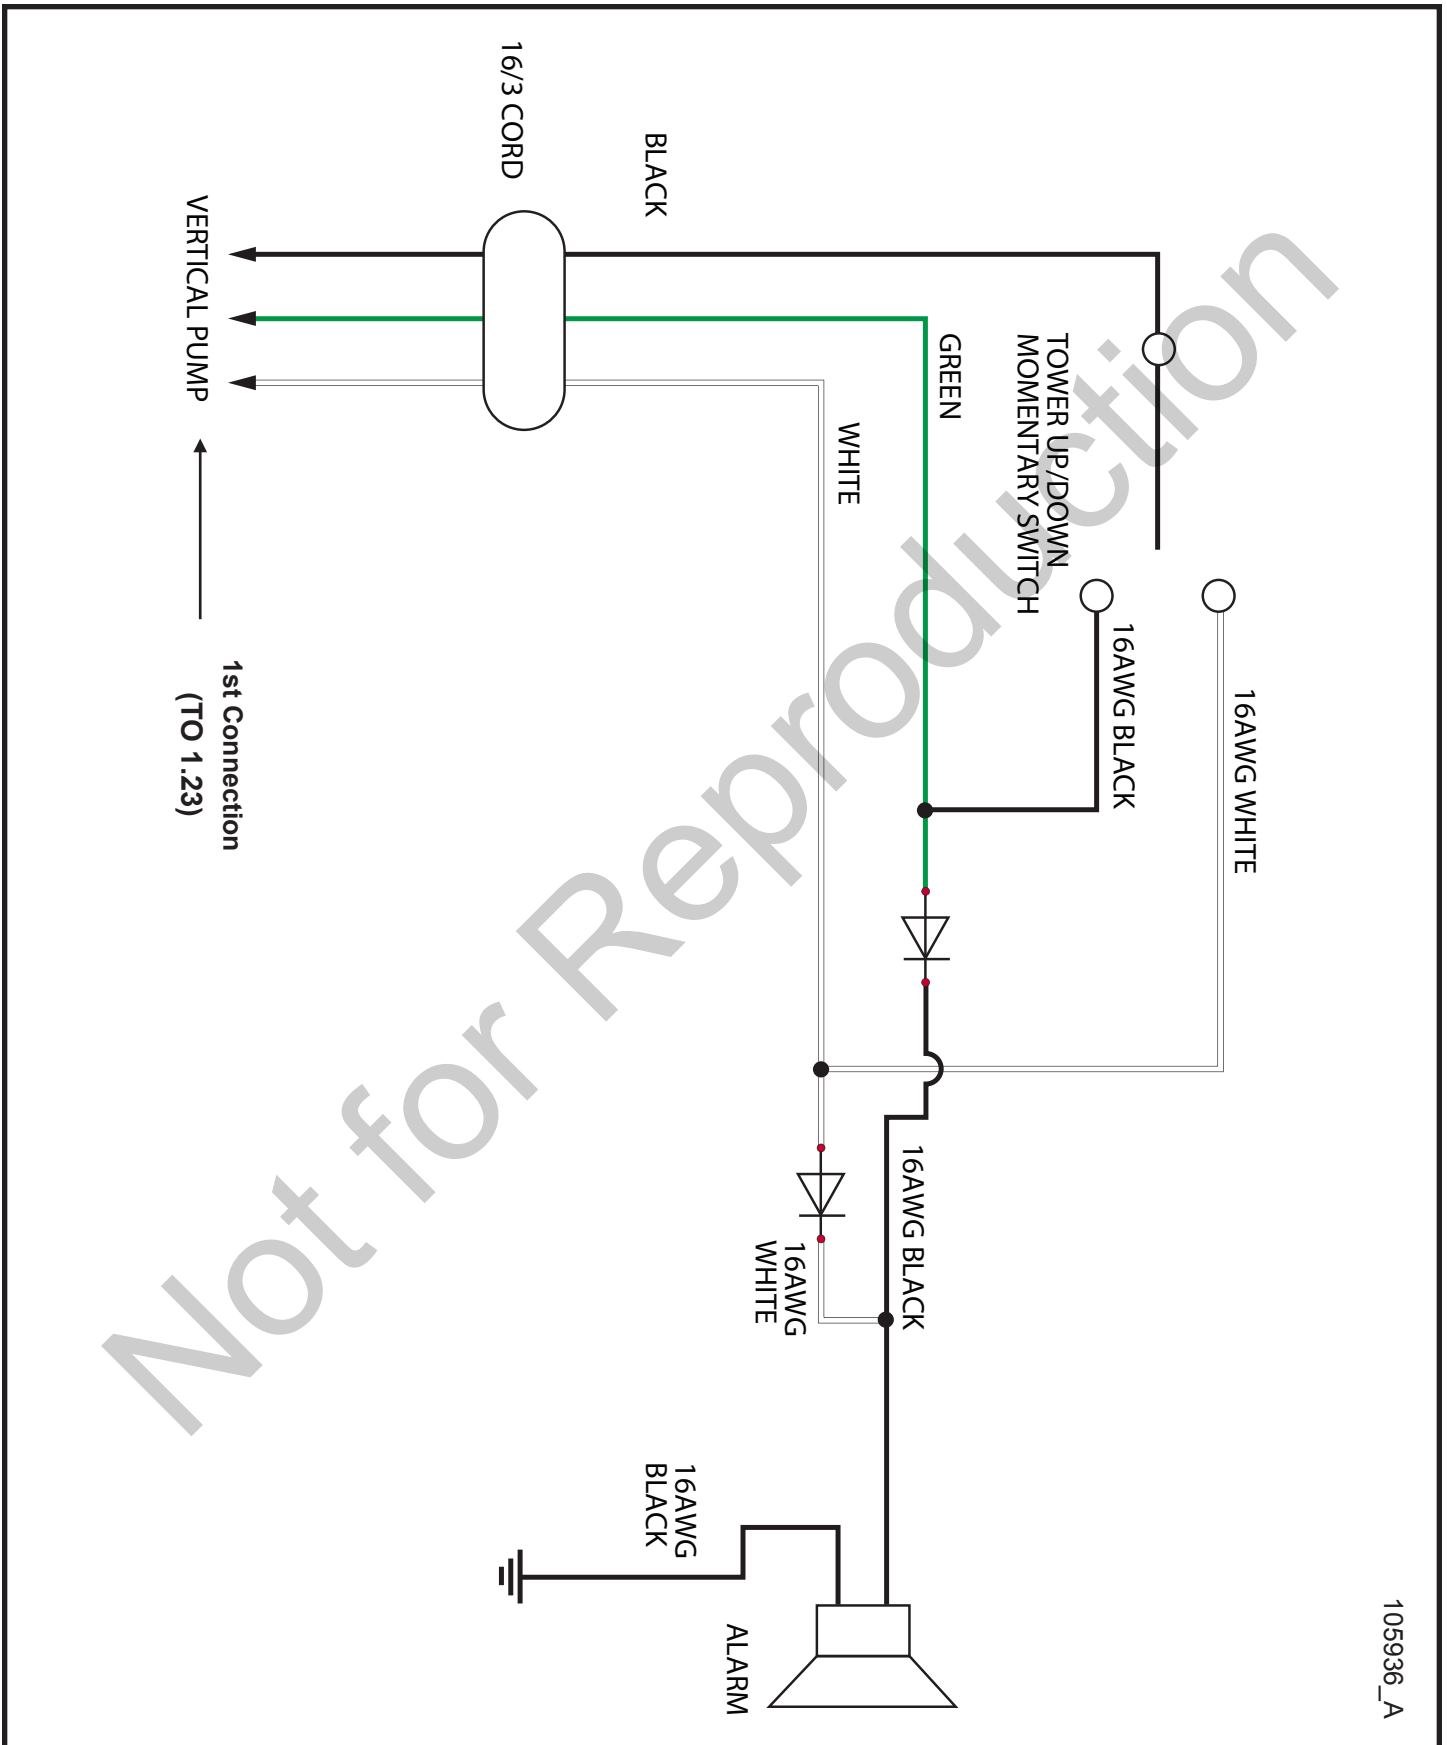 105936_A
16AWG WHITE
16AWG BLACK
TOWER UP/DOWN
MOMENTARY SWITCH
GREEN
WHITE
BLACK
16/3 CORD
VERTICAL PUMP
1st Connection
(TO 1.23)
16AWG BLACK
16AWG
WHITE
16AWG
BLACK
ALARM
Not for Reproduction